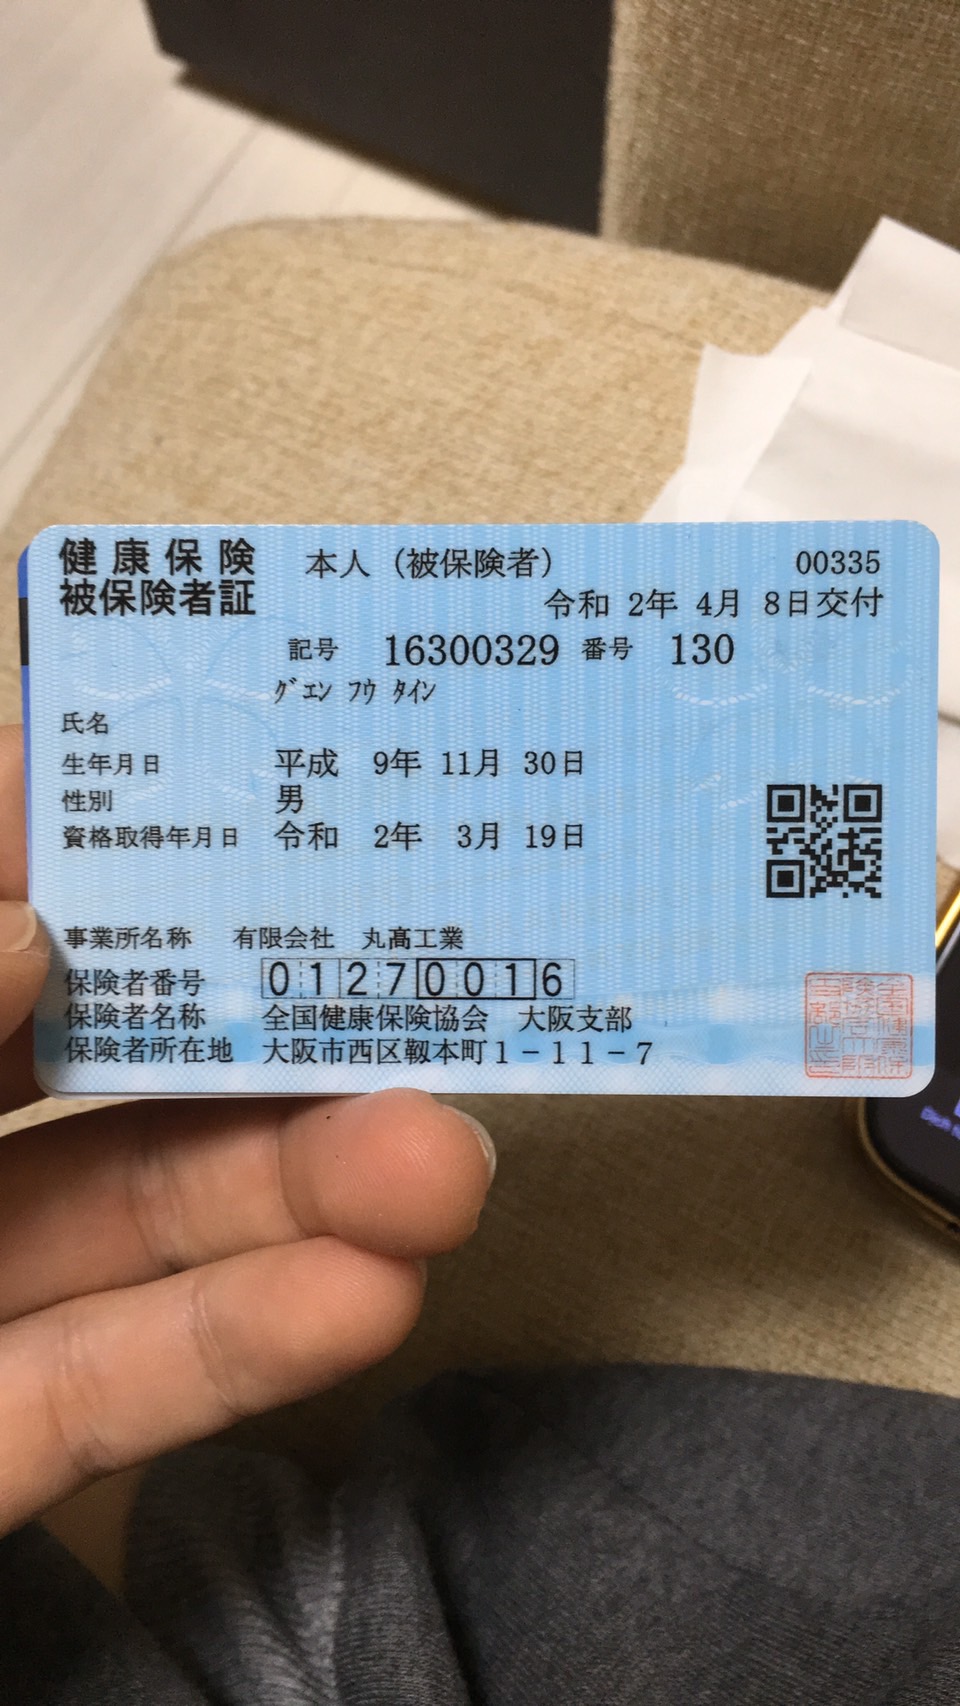 健康保険
被保険者証
本人（被保険者）
00335
令和 2年 4月 8日交付
記号 16300329 番号 130
グエン フウ タイン
氏名
生年月日 平成 9年 11月 30日
性別 男
資格取得年月日 令和 2年 3月 19日
事業所名称 有限会社 丸高工業
保険者番号 01270016
保険者名称 全国健康保険協会 大阪支部
保険者所在地 大阪市西区靱本町1－11－7